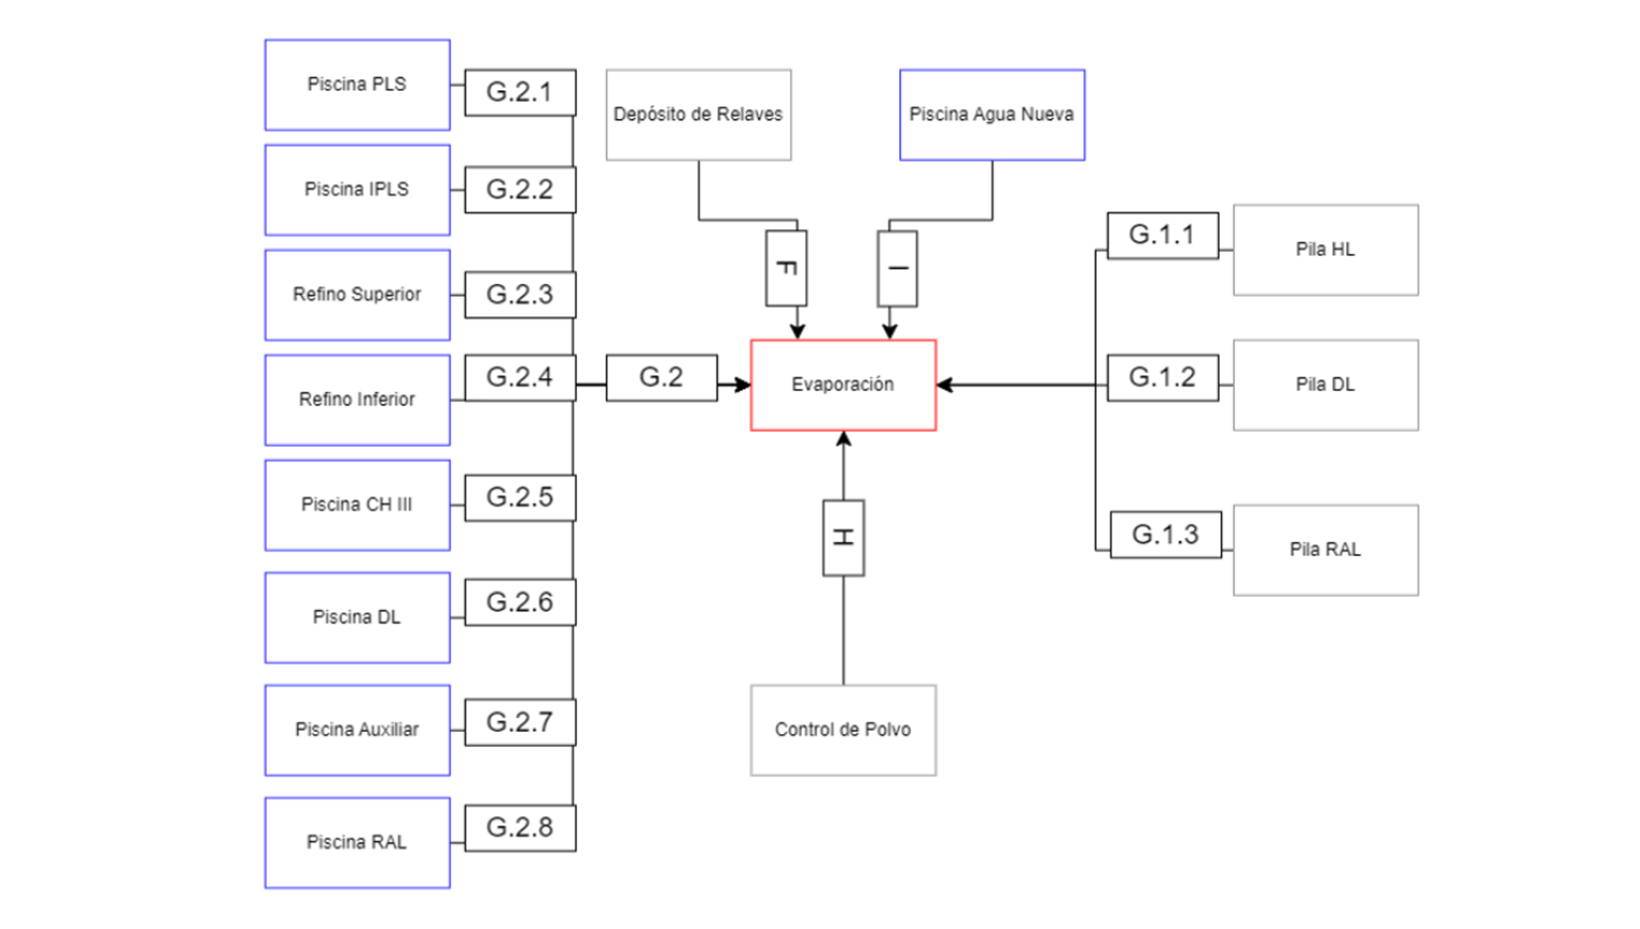 Piscina PLS
G.2.1
Piscina IPLS
G.2.2
Refino Superior
G.2.3
Refino Inferior
G.2.4
Piscina CH III
G.2.5
Piscina DL
G.2.6
Piscina Auxiliar
G.2.7
Piscina RAL
G.2.8
G.2
Depósito de Relaves
F
Piscina Agua Nueva
I
Evaporación
H
Control de Polvo
G.1.1
Pila HL
G.1.2
Pila DL
G.1.3
Pila RAL